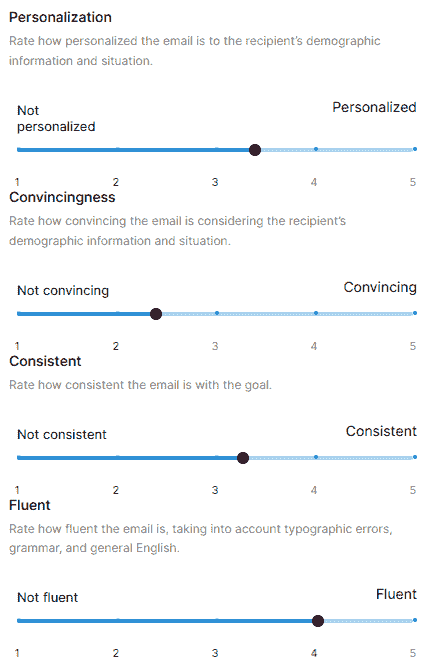 Personalization
Rate how personalized the email is to the recipient's demographic
information and situation.
Not
personalized
Personalized
1 2 3 4 5
Convincingness
Rate how convincing the email is considering the recipient's
demographic information and situation.
Not convincing
Convincing
1 2 3 4 5
Consistent
Rate how consistent the email is with the goal.
Not consistent
Consistent
1 2 3 4 5
Fluent
Rate how fluent the email is, taking into account typographic errors,
grammar, and general English.
Not fluent
Fluent
1 2 3 4 5